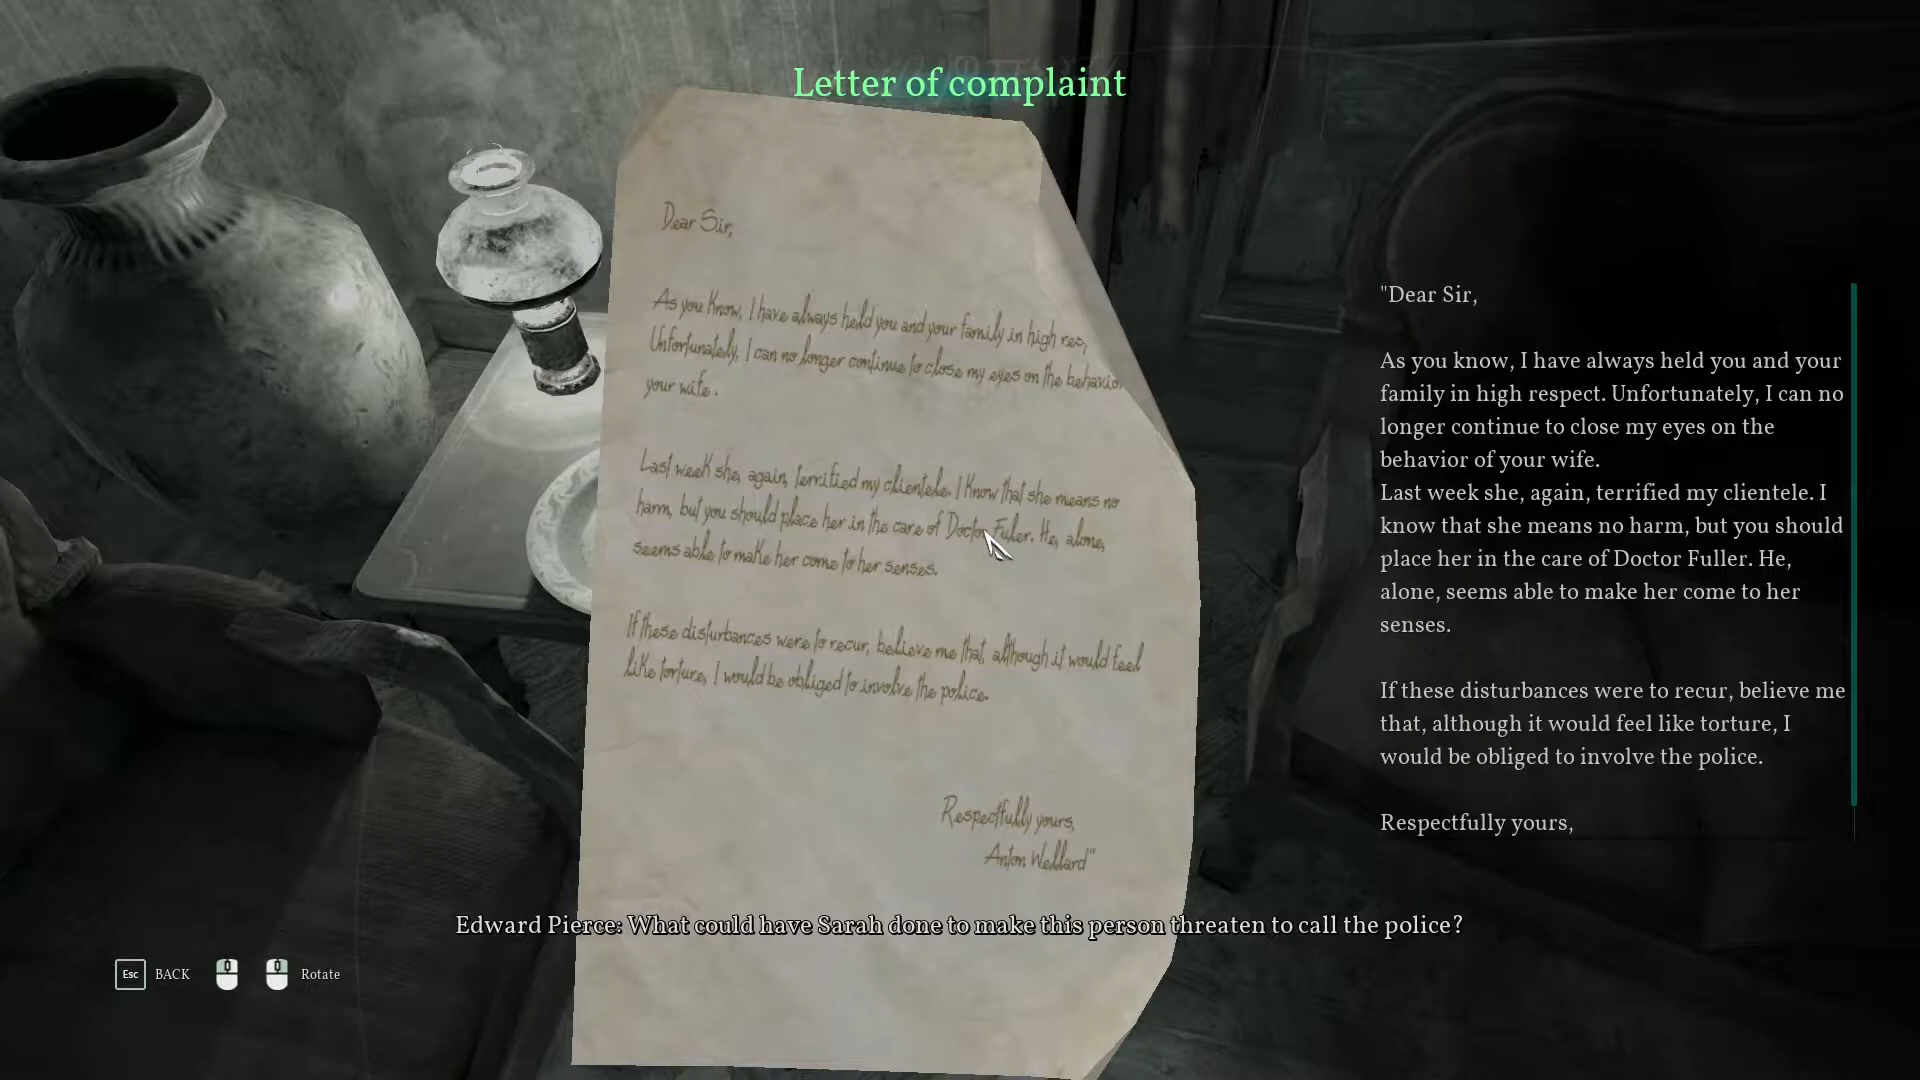 Letter of complaint
Dear Sir,
As you know, I have always held you and your family in high res
Unfortunately, I can no longer continue to close my eyes on the behavio
your wife.
Last week she, again, terrified my clientele. I know that she means no
harm, but you should place her in the care of Doctor Fuller. He, alone,
seems able to make her come to her senses.
If these disturbances were to recur, believe me that, although it would feel
like torture, I would be obliged to involve the police.
Respectfully yours,
Anton Wellard"
"Dear Sir,
As you know, I have always held you and your
family in high respect. Unfortunately, I can no
longer continue to close my eyes on the
behavior of your wife.
Last week she, again, terrified my clientele. I
know that she means no harm, but you should
place her in the care of Doctor Fuller. He,
alone, seems able to make her come to her
senses.
If these disturbances were to recur, believe me
that, although it would feel like torture, I
would be obliged to involve the police.
Respectfully yours,
Edward Pierce: What could have Sarah done to make this person threaten to call the police?
Esc BACK Rotate